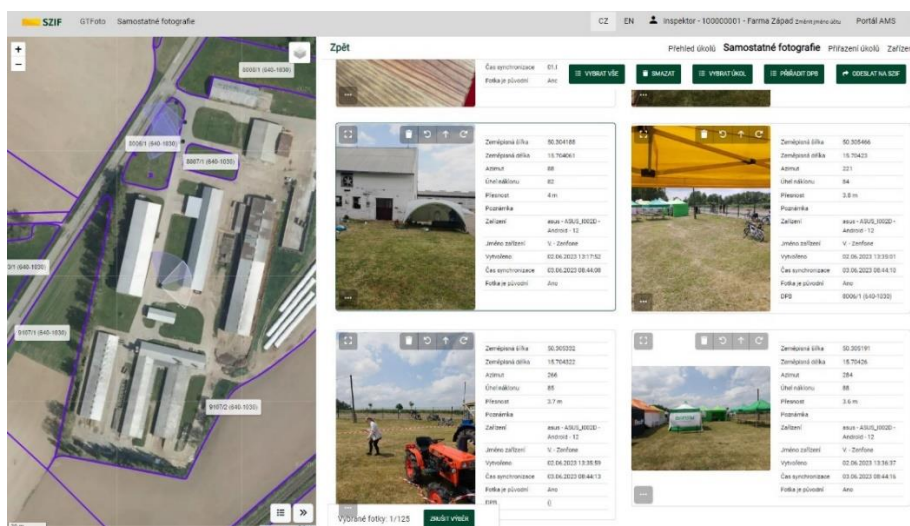 SZIF
GTFoto
Samostatné fotografie
CZ
EN
Inspektor - 100000001 - Farma Západ změnit jméno účtu
Portál AMS
Zpět
Přehled úkolů
Samostatné fotografie
Přiřazení úkolů
Zařízen
+
−
Čas synchronizace
Fotka je původní Ano
VYBRAT VŠE
SMAZAT
VYBRAT ÚKOL
PŘIŘADIT DPB
ODESLAT NA SZIF
8006/1 (640-1030)
8007/1 (640-1030)
9107/1 (640-1030)
9107/2 (640-1030)
Zeměpisná šířka 50.304188
Zeměpisná délka 15.704061
Azimut 88
Úhel náklonu 82
Přesnost 4 m
Poznámka
Zařízení asus - ASUS_I002D -
Android - 12
Jméno zařízení V. - Zenfone
Vytvořeno 02.06.2023 13:17:52
Čas synchronizace 03.06.2023 08:44:08
Fotka je původní Ano
Zeměpisná šířka 50.305466
Zeměpisná délka 15.70423
Azimut 221
Úhel náklonu 84
Přesnost 3.8 m
Poznámka
Zařízení asus - ASUS_I002D -
Android - 12
Jméno zařízení V. - Zenfone
Vytvořeno 02.06.2023 13:35:01
Čas synchronizace 03.06.2023 08:44:10
Fotka je původní Ano
DPB 8006/1 (640-1030)
Zeměpisná šířka 50.305332
Zeměpisná délka 15.704322
Azimut 266
Úhel náklonu 85
Přesnost 3.7 m
Poznámka
Zařízení asus - ASUS_I002D -
Android - 12
Jméno zařízení V. - Zenfone
Vytvořeno 02.06.2023 13:35:59
Čas synchronizace 03.06.2023 08:44:13
Fotka je původní Ano
DPB
Zeměpisná šířka 50.305191
Zeměpisná délka 15.70426
Azimut 284
Úhel náklonu 88
Přesnost 3.6 m
Poznámka
Zařízení asus - ASUS_I002D -
Android - 12
Jméno zařízení V. - Zenfone
Vytvořeno 02.06.2023 13:36:37
Čas synchronizace 03.06.2023 08:44:16
Fotka je původní Ano
Vybrané fotky: 1/125
ZRUŠIT VÝBĚR